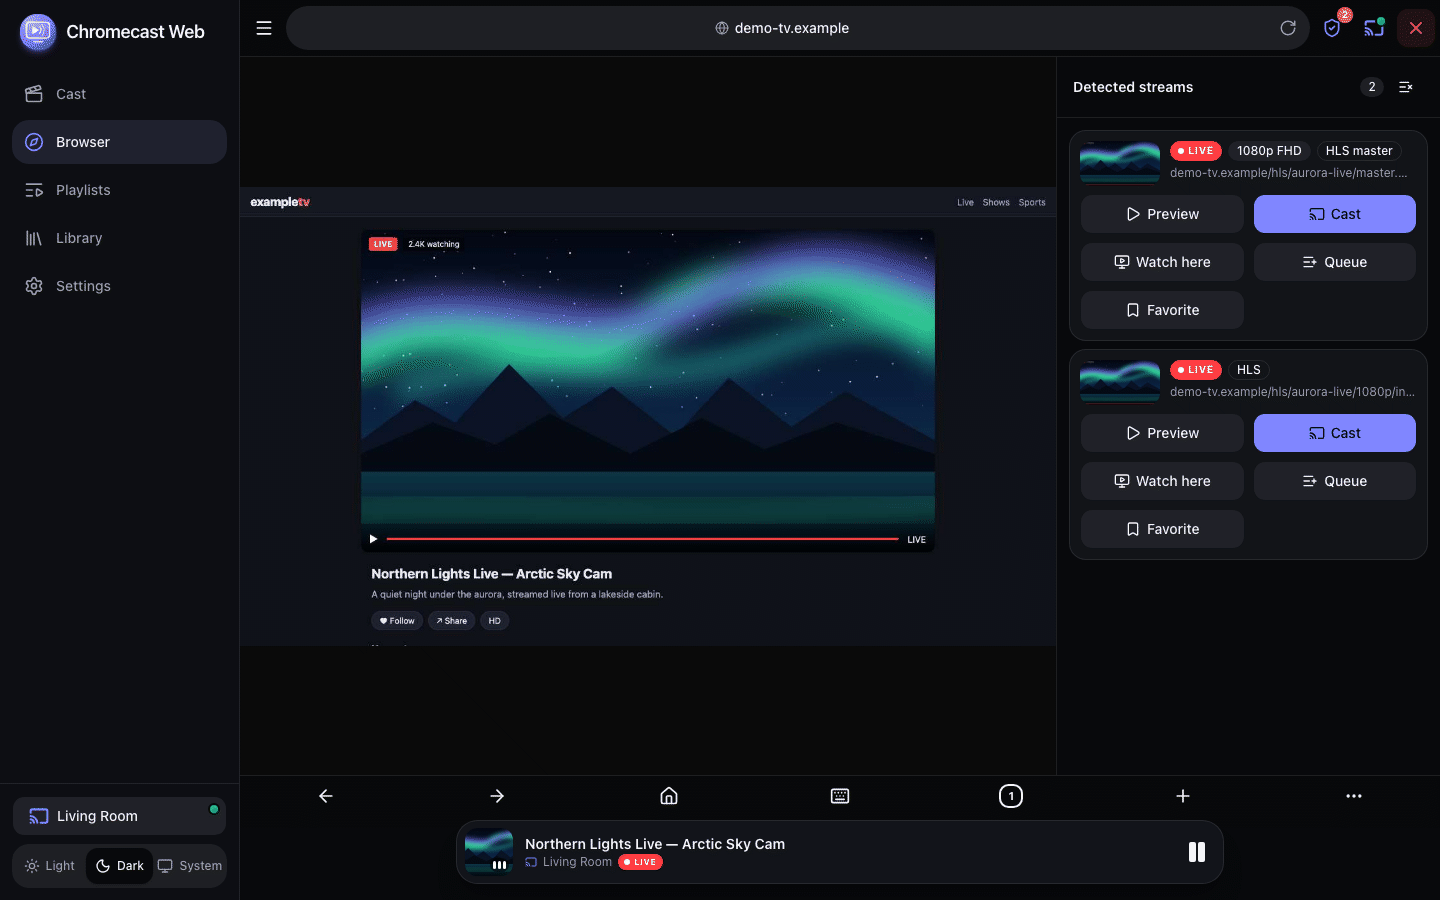 Chromecast Web
Cast
Browser
Playlists
Library
Settings
Living Room
Light
Dark
System
demo-tv.example
2
exampletv
Live
Shows
Sports
LIVE
2.4K watching
LIVE
Northern Lights Live — Arctic Sky Cam
A quiet night under the aurora, streamed live from a lakeside cabin.
Follow
Share
HD
Detected streams
2
LIVE
1080p FHD
HLS master
demo-tv.example/hls/aurora-live/master....
Preview
Cast
Watch here
Queue
Favorite
LIVE
HLS
demo-tv.example/hls/aurora-live/1080p/in...
Preview
Cast
Watch here
Queue
Favorite
1
Northern Lights Live — Arctic Sky Cam
Living Room
LIVE